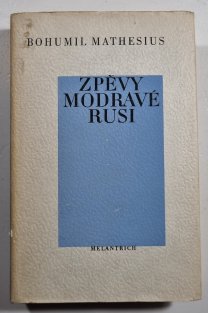 BOHUMIL MATHESIUS
ZPĚVY
MODRAVÉ
RUSI
MELANTRICH